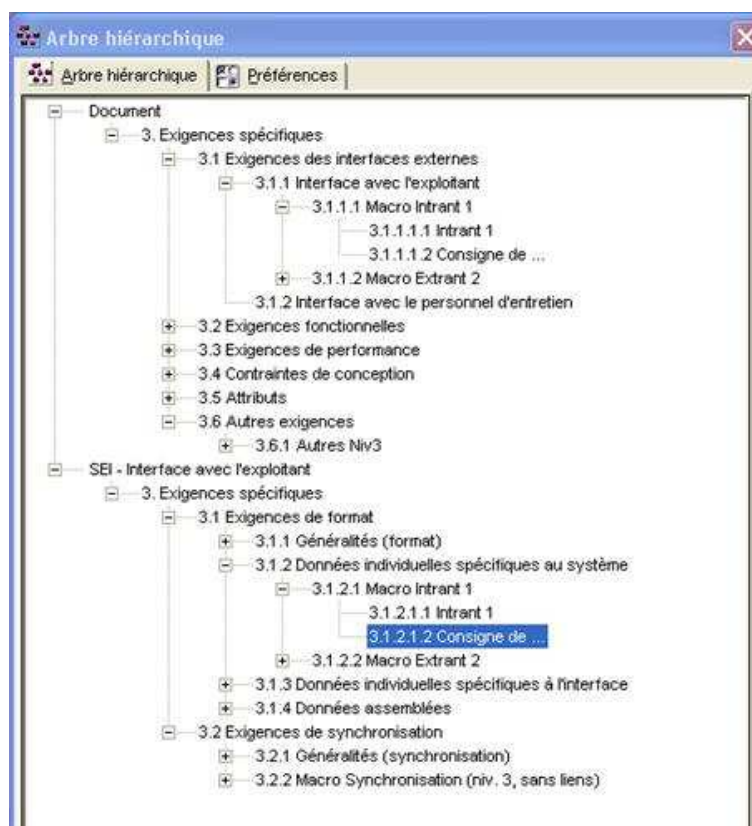 Arbre hiérarchique
Arbre hiérarchique Préférences
Document
3. Exigences spécifiques
3.1 Exigences des interfaces externes
3.1.1 Interface avec l'exploitant
3.1.1.1 Macro Intrant 1
3.1.1.1.1 Intrant 1
3.1.1.1.2 Consigne de ...
3.1.1.2 Macro Extrant 2
3.1.2 Interface avec le personnel d'entretien
3.2 Exigences fonctionnelles
3.3 Exigences de performance
3.4 Contraintes de conception
3.5 Attributs
3.6 Autres exigences
3.6.1 Autres Niv3
SEI - Interface avec l'exploitant
3. Exigences spécifiques
3.1 Exigences de format
3.1.1 Généralités (format)
3.1.2 Données individuelles spécifiques au système
3.1.2.1 Macro Intrant 1
3.1.2.1.1 Intrant 1
3.1.2.1.2 Consigne de ...
3.1.2.2 Macro Extrant 2
3.1.3 Données individuelles spécifiques à l'interface
3.1.4 Données assemblées
3.2 Exigences de synchronisation
3.2.1 Généralités (synchronisation)
3.2.2 Macro Synchronisation (niv. 3, sans liens)